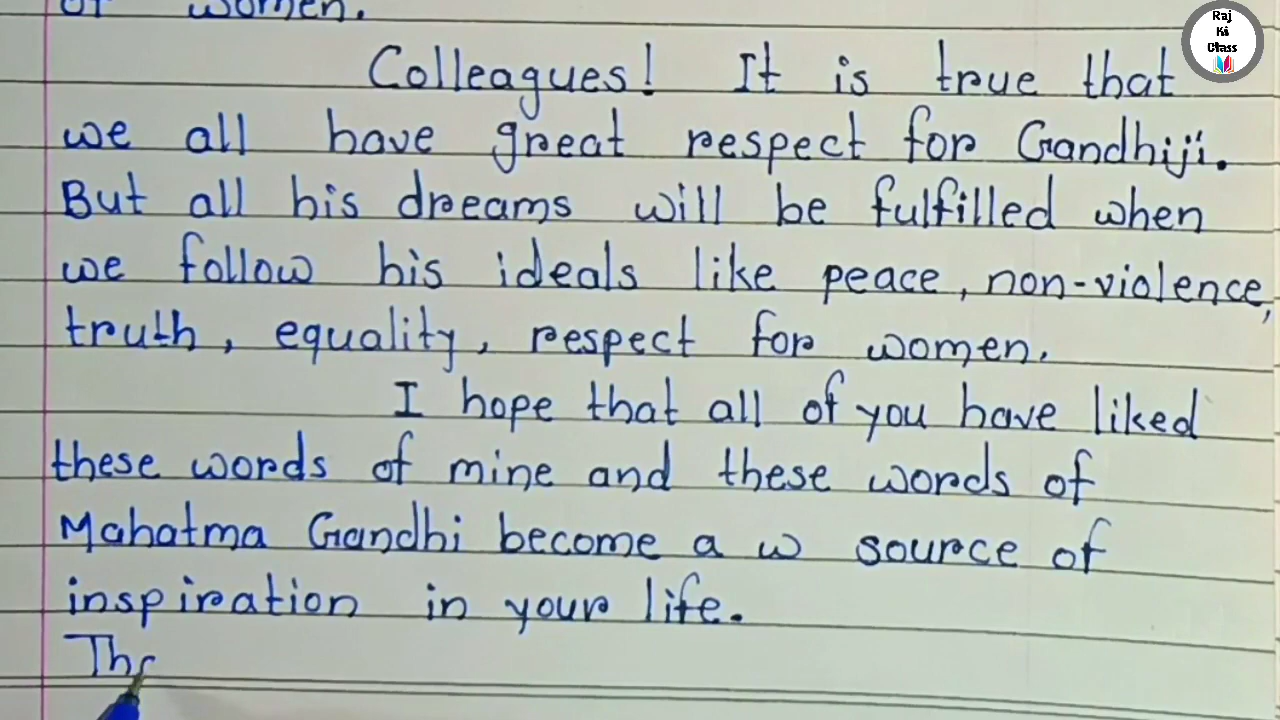 of women.
Raj
Ki
Class
Colleagues! It is true that
we all have great respect for Gandhiji.
But all his dreams will be fulfilled when
we follow his ideals like peace, non-violence,
truth, equality, respect for women.
I hope that all of you have liked
these words of mine and these words of
Mahatma Gandhi become a w source of
inspiration in your life.
Tha